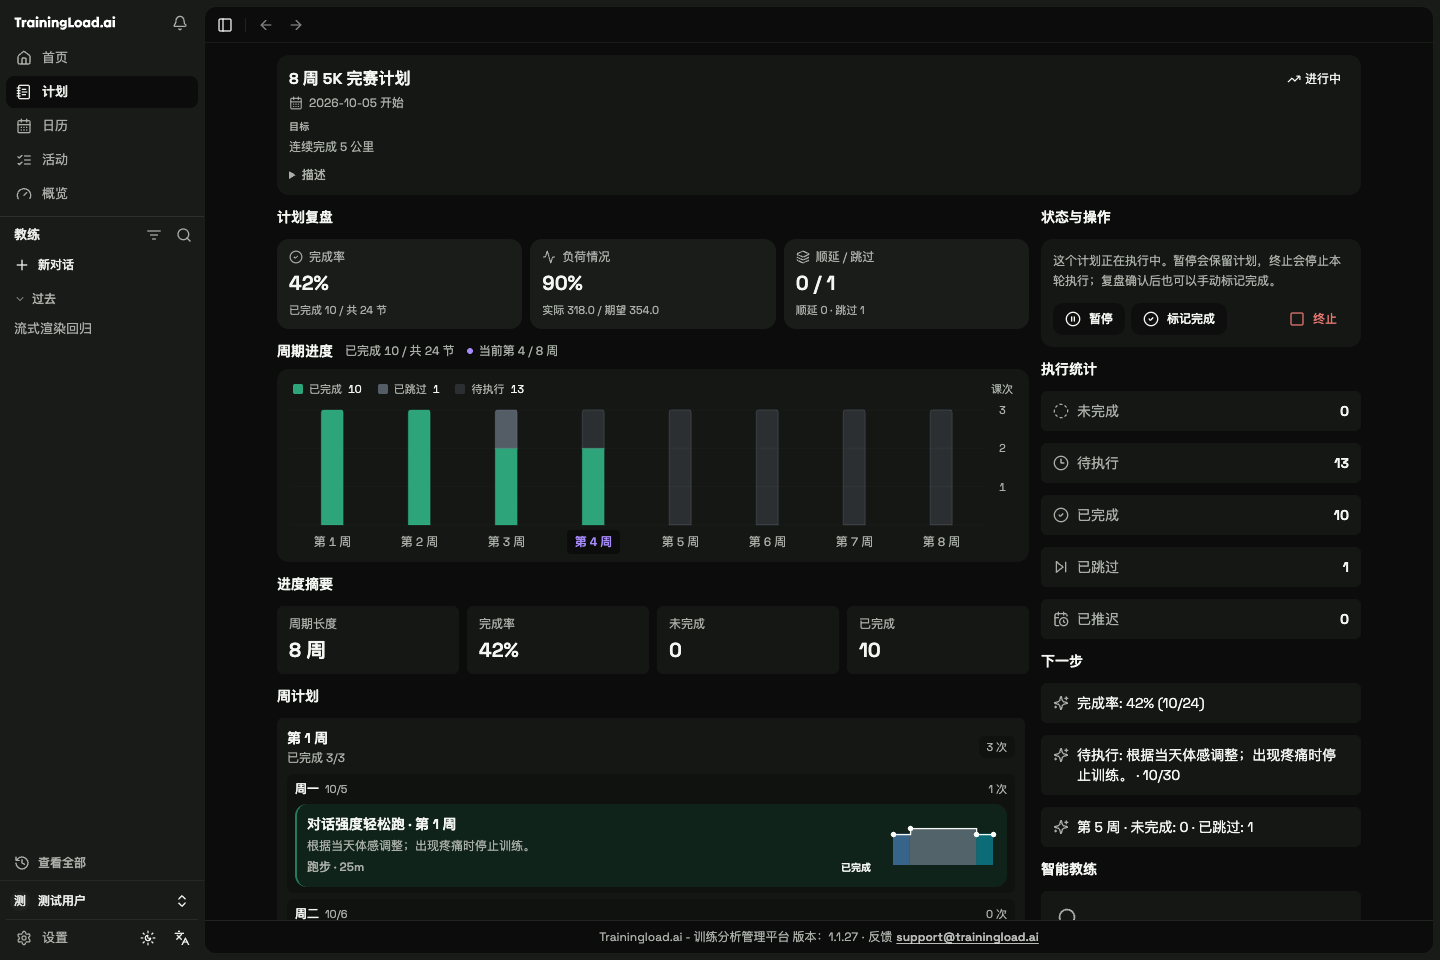 TrainingLoad.ai
首页
计划
日历
活动
概览
教练
新对话
过去
流式渲染回归
查看全部
测 测试用户
设置
8 周 5K 完赛计划
进行中
2026-10-05 开始
目标
连续完成 5 公里
描述
计划复盘
完成率
42%
已完成 10 / 共 24 节
负荷情况
90%
实际 318.0 / 期望 354.0
顺延 / 跳过
0 / 1
顺延 0 · 跳过 1
周期进度 已完成 10 / 共 24 节 当前第 4 / 8 周
已完成 10 已跳过 1 待执行 13 课次
3
2
1
第 1 周 第 2 周 第 3 周 第 4 周 第 5 周 第 6 周 第 7 周 第 8 周
进度摘要
周期长度
8 周
完成率
42%
未完成
0
已完成
10
周计划
第 1 周
已完成 3/3
3 次
周一 10/5 1 次
对话强度轻松跑 · 第 1 周
根据当天体感调整；出现疼痛时停止训练。
跑步 · 25m
已完成
周二 10/6 0 次
状态与操作
这个计划正在执行中。暂停会保留计划，终止会停止本
轮执行；复盘确认后也可以手动标记完成。
暂停 标记完成 终止
执行统计
未完成 0
待执行 13
已完成 10
已跳过 1
已推迟 0
下一步
完成率: 42% (10/24)
待执行: 根据当天体感调整；出现疼痛时停
止训练。 · 10/30
第 5 周 · 未完成: 0 · 已跳过: 1
智能教练
Trainingload.ai - 训练分析管理平台 版本：1.1.27 · 反馈 support@trainingload.ai